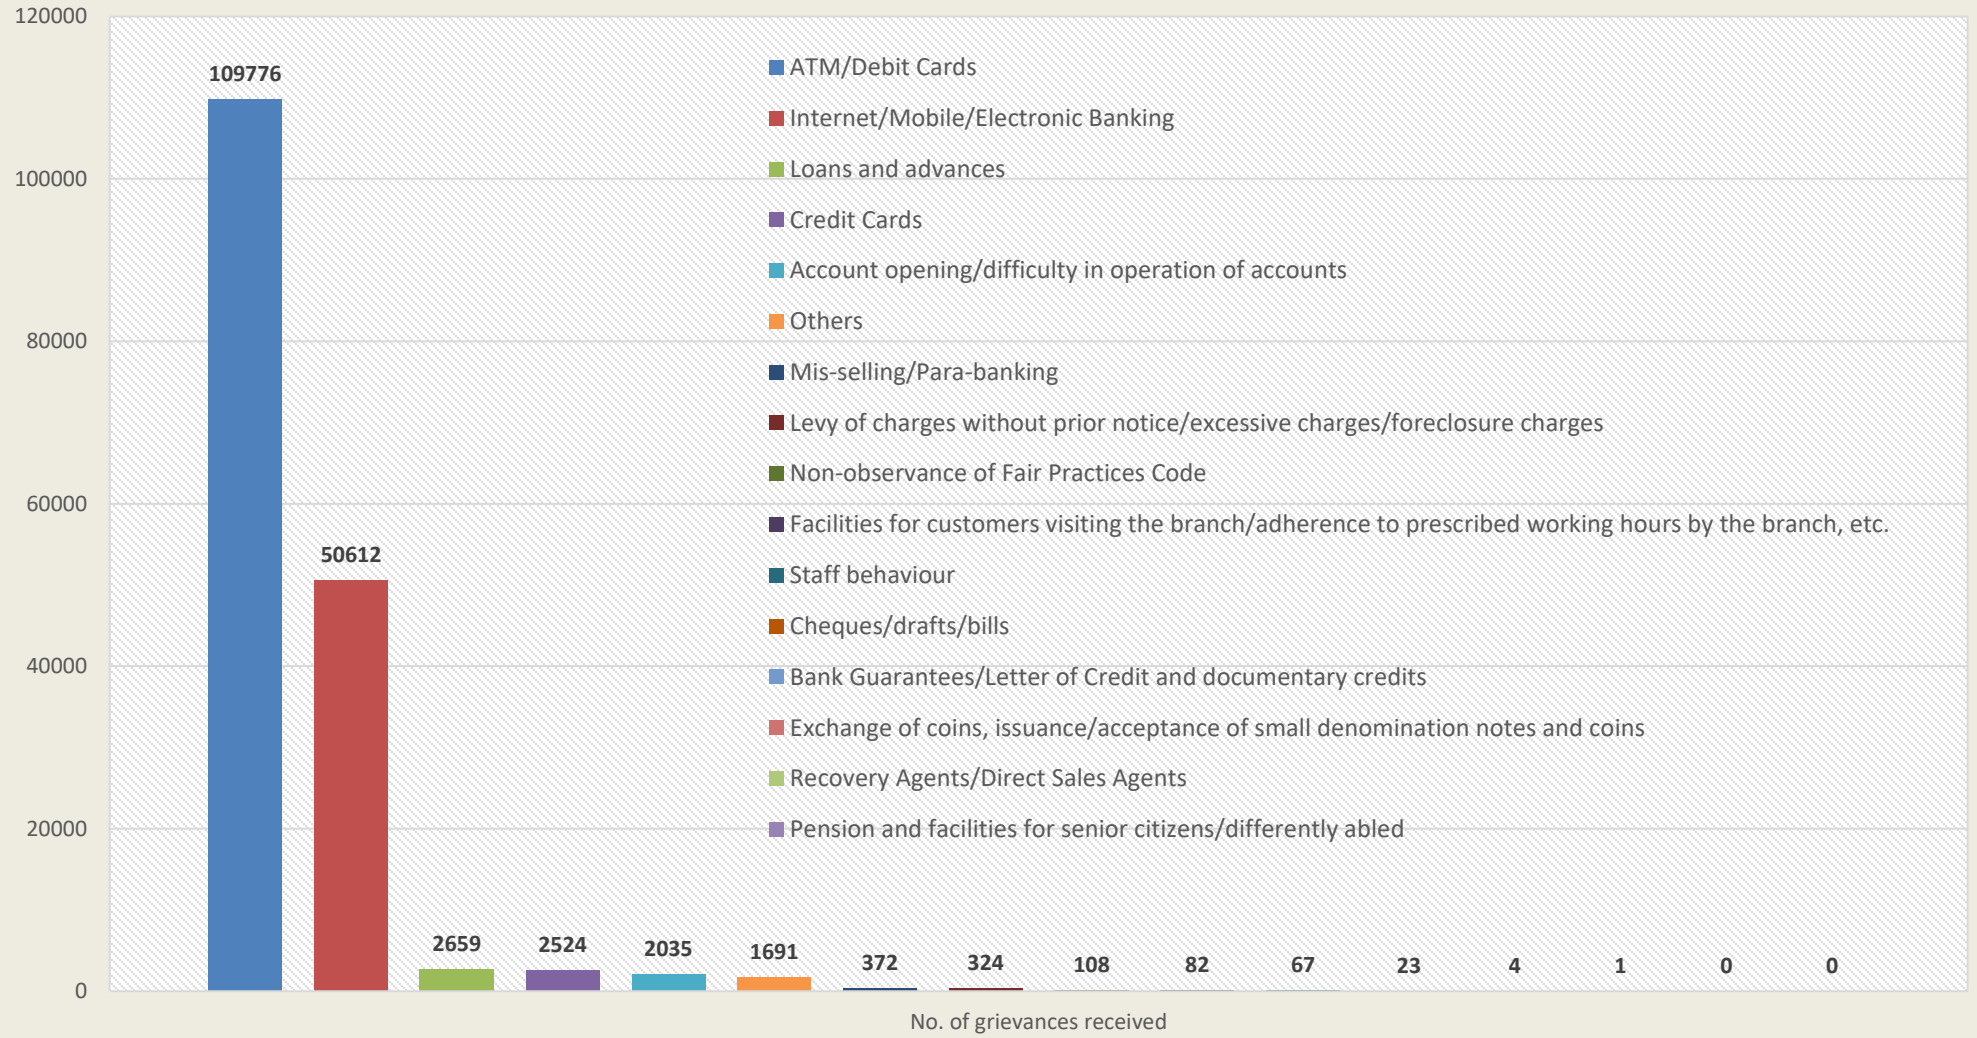 120000
100000
80000
60000
40000
20000
0
109776
50612
2659
2524
2035
1691
372
324
108
82
67
23
4
1
0
0
ATM/Debit Cards
Internet/Mobile/Electronic Banking
Loans and advances
Credit Cards
Account opening/difficulty in operation of accounts
Others
Mis-selling/Para-banking
Levy of charges without prior notice/excessive charges/foreclosure charges
Non-observance of Fair Practices Code
Facilities for customers visiting the branch/adherence to prescribed working hours by the branch, etc.
Staff behaviour
Cheques/drafts/bills
Bank Guarantees/Letter of Credit and documentary credits
Exchange of coins, issuance/acceptance of small denomination notes and coins
Recovery Agents/Direct Sales Agents
Pension and facilities for senior citizens/differently abled
No. of grievances received